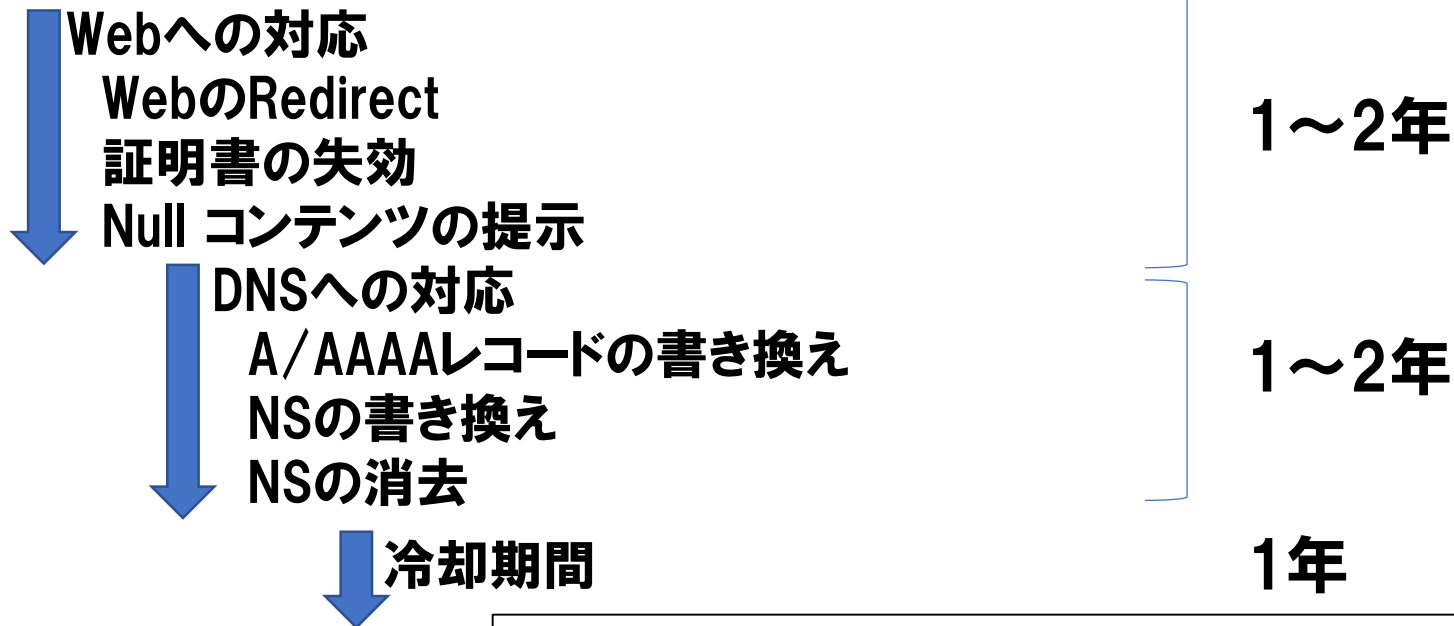 Webへの対応
WebのRedirect
証明書の失効
Null コンテンツの提示
1～2年
DNSへの対応
A/AAAAレコードの書き換え
NSの書き換え
NSの消去
1～2年
冷却期間
1年